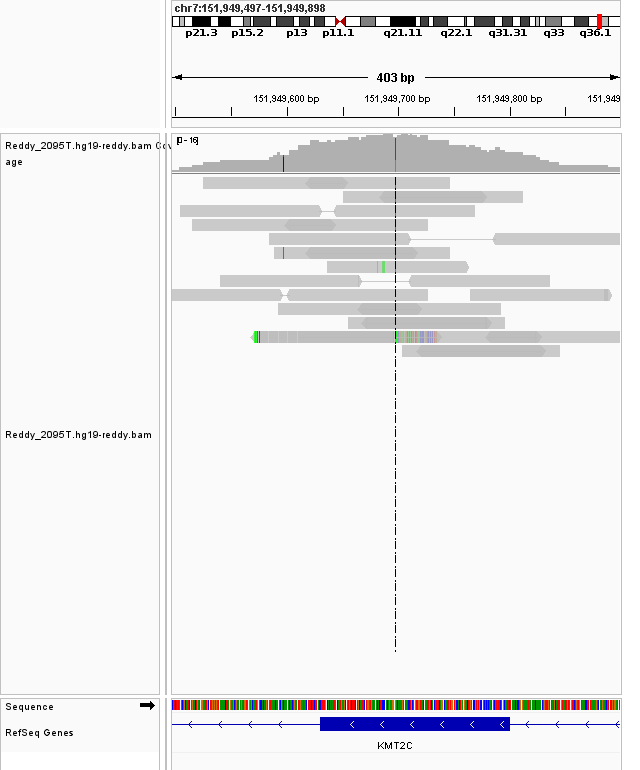 chr7:151,949,497-151,949,898
p21.3 p15.2 p13 p11.1 q21.11 q22.1 q31.31 q33 q36.1
403 bp
151,949,600 bp 151,949,700 bp 151,949,800 bp 151,949
Reddy_2095T.hg19-reddy.bam Cov
age
[0 - 16]
Reddy_2095T.hg19-reddy.bam
Sequence
RefSeq Genes
KMT2C